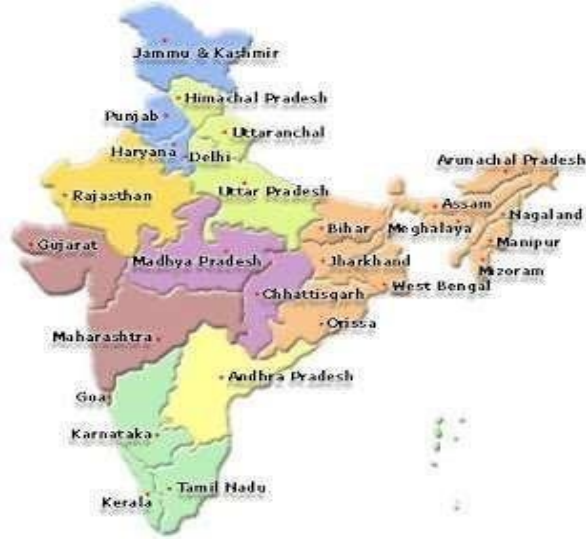 Jammu & Kashmir
Himachal Pradesh
Punjab
Uttaranchal
Haryana
Delhi
Arunachal Pradesh
Rajasthan
Uttar Pradesh
Assam
Nagaland
Bihar
Meghalaya
Gujarat
Manipur
Madhya Pradesh
Jharkhand
Mizoram
West Bengal
Chhattisgarh
Orissa
Maharashtra
Andhra Pradesh
Goa
Karnataka
Tamil Nadu
Kerala